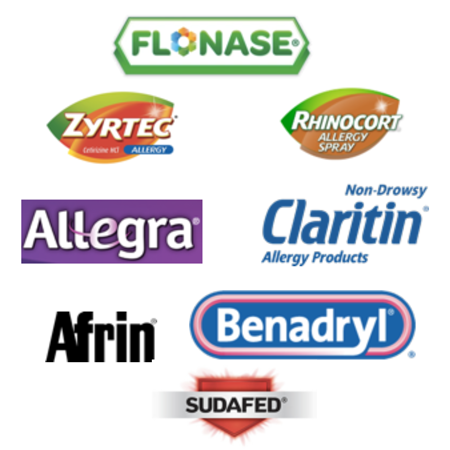 FLONASE®
ZYRTEC®
Cetirizine HCl ALLERGY
RHINOCORT
ALLERGY
SPRAY
Allegra®
Non-Drowsy
Claritin®
Allergy Products
Afrin®
Benadryl®
®
SUDAFED®